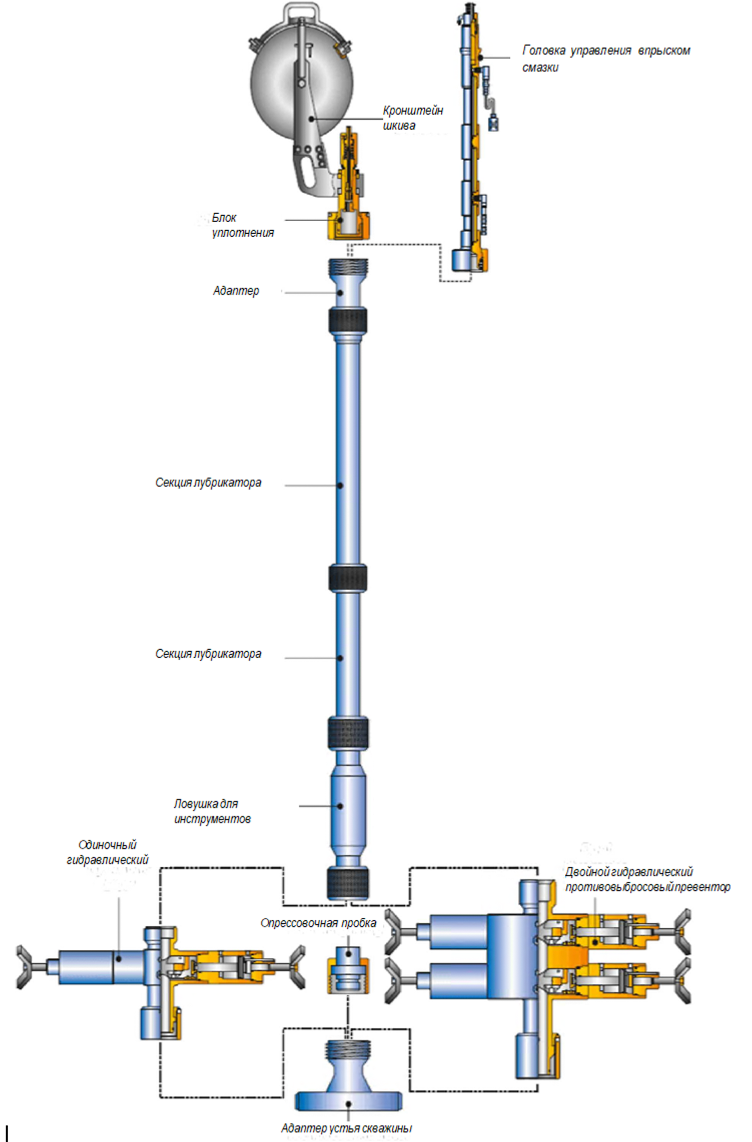 Головка управления впрыском
смазки
Кронштейн
шкива
Блок
уплотнения
Адаптер
Секция лубрикатора
Секция лубрикатора
Ловушка для
инструментов
Одиночный
гидравлический
Двойной гидравлический
противовыбросовый превентор
Опрессовочная пробка
Адаптер устья скважины